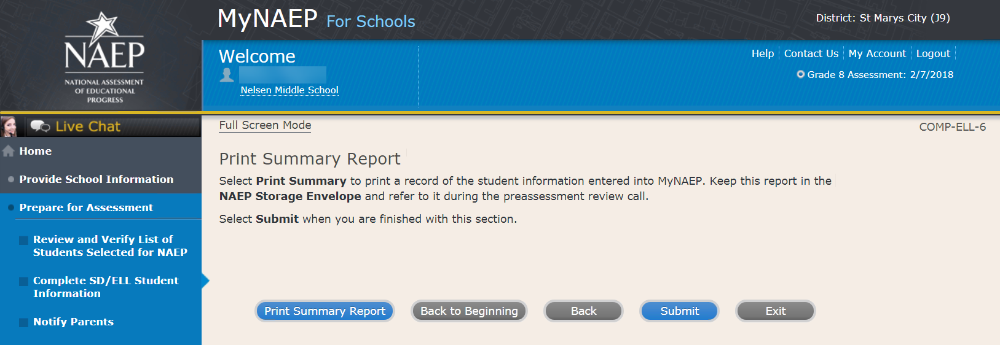 NAEP
NATIONAL ASSESSMENT
OF EDUCATIONAL
PROGRESS
MyNAEP For Schools
District: St Marys City (J9)
Welcome
Nelsen Middle School
Help
Contact Us
My Account
Logout
Grade 8 Assessment: 2/7/2018
Live Chat
Home
Provide School Information
Prepare for Assessment
Review and Verify List of
Students Selected for NAEP
Complete SD/ELL Student
Information
Notify Parents
Full Screen Mode
COMP-ELL-6
Print Summary Report
Select Print Summary to print a record of the student information entered into MyNAEP. Keep this report in the
NAEP Storage Envelope and refer to it during the preassessment review call.
Select Submit when you are finished with this section.
Print Summary Report
Back to Beginning
Back
Submit
Exit